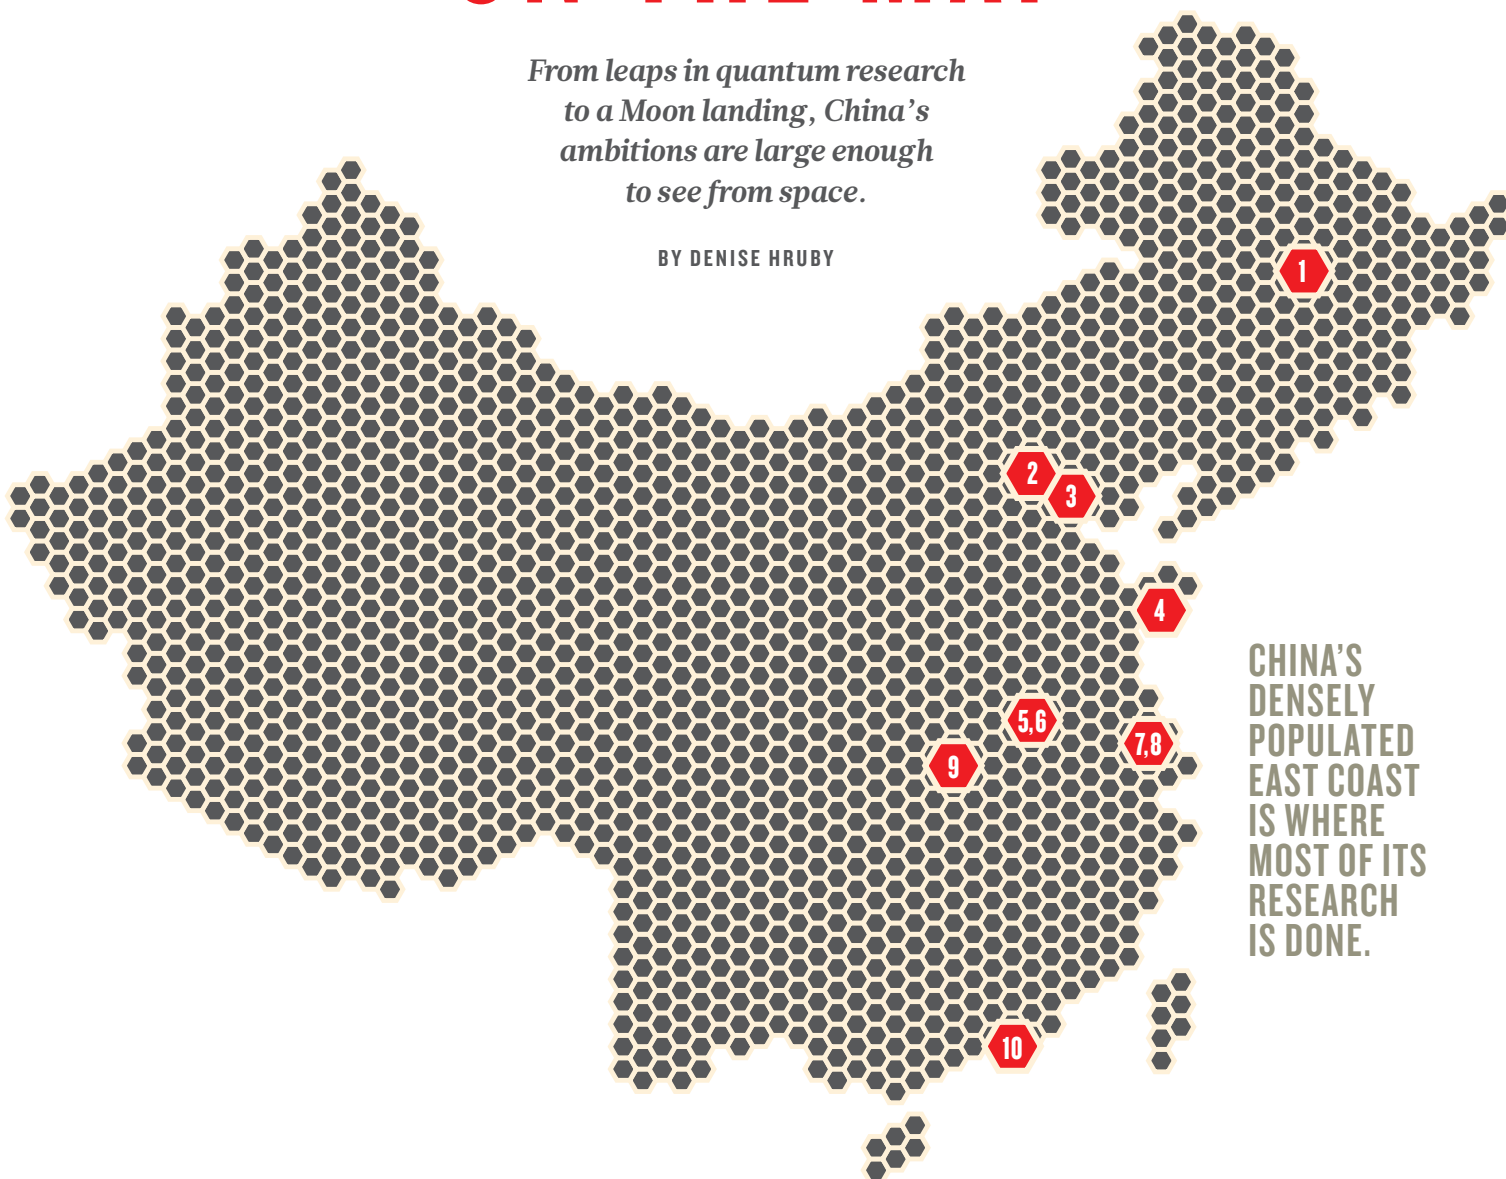 From leaps in quantum research
to a Moon landing, China’s
ambitions are large enough
to see from space.
BY DENISE HRUBY
1
2
3
4
5,6
7,8
9
10
CHINA’S
DENSELY
POPULATED
EAST COAST
IS WHERE
MOST OF ITS
RESEARCH
IS DONE.